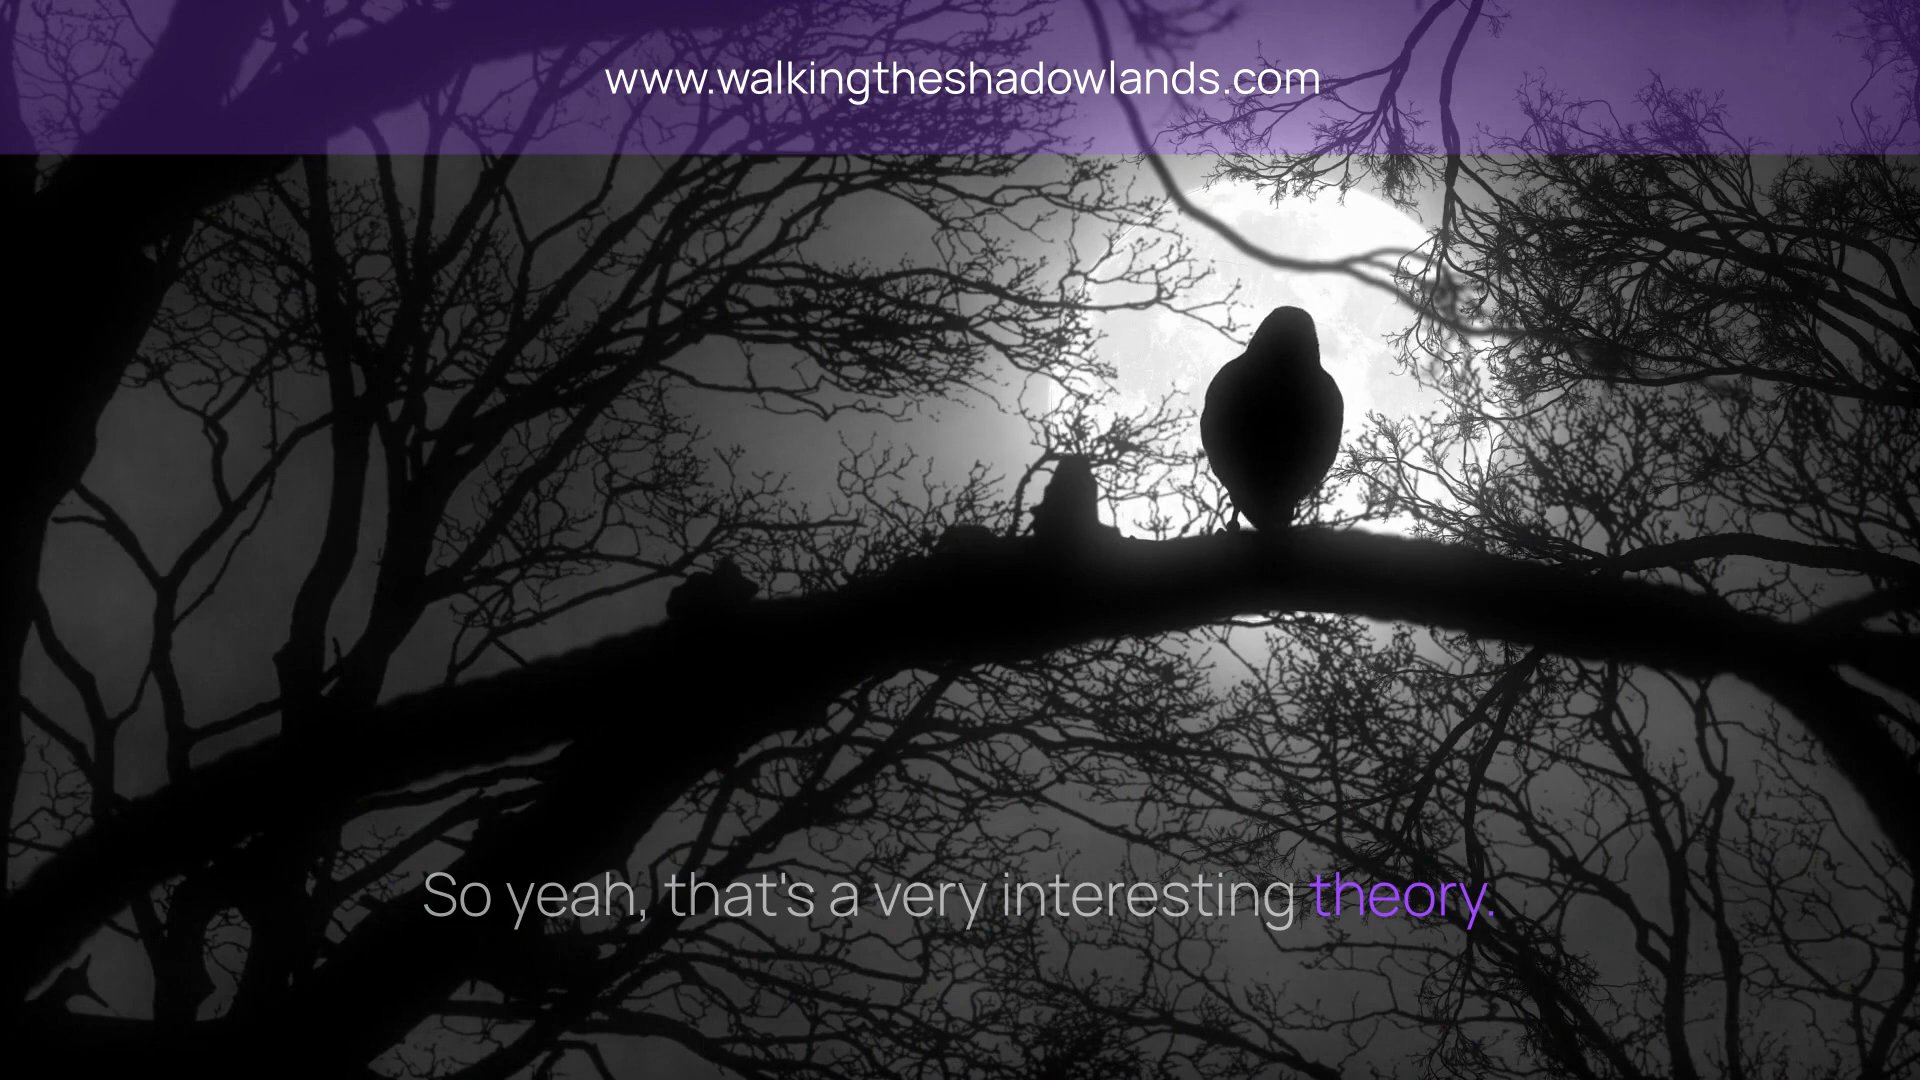 www.walkingtheshadowlands.com
So yeah, that's a very interesting theory.